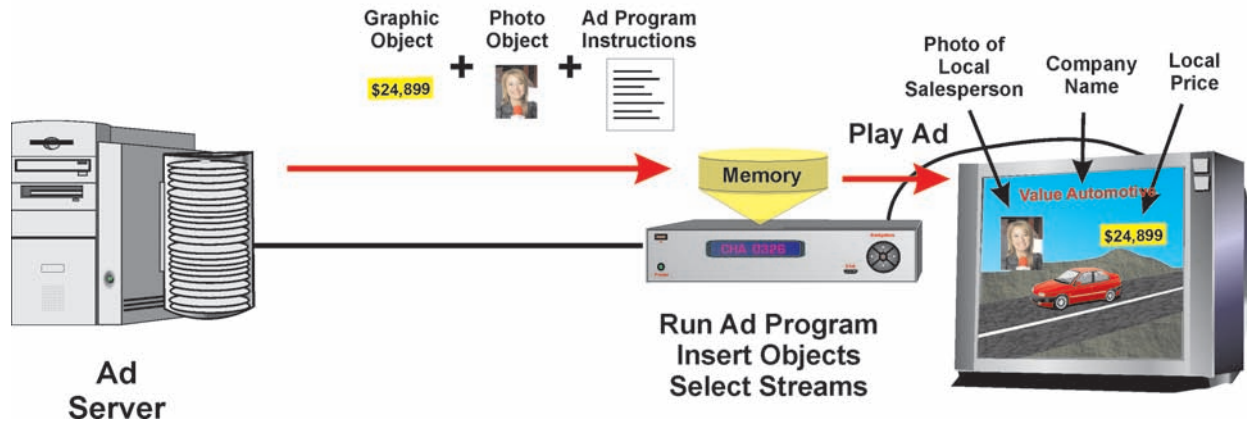 Graphic
Object
Photo
Object
Ad Program
Instructions
+
+
$24,899
Photo of
Local
Salesperson
Company
Name
Local
Price
Play Ad
Memory
Value Automotive
$24,899
CHA 0326
Power
Run Ad Program
Insert Objects
Select Streams
Ad
Server